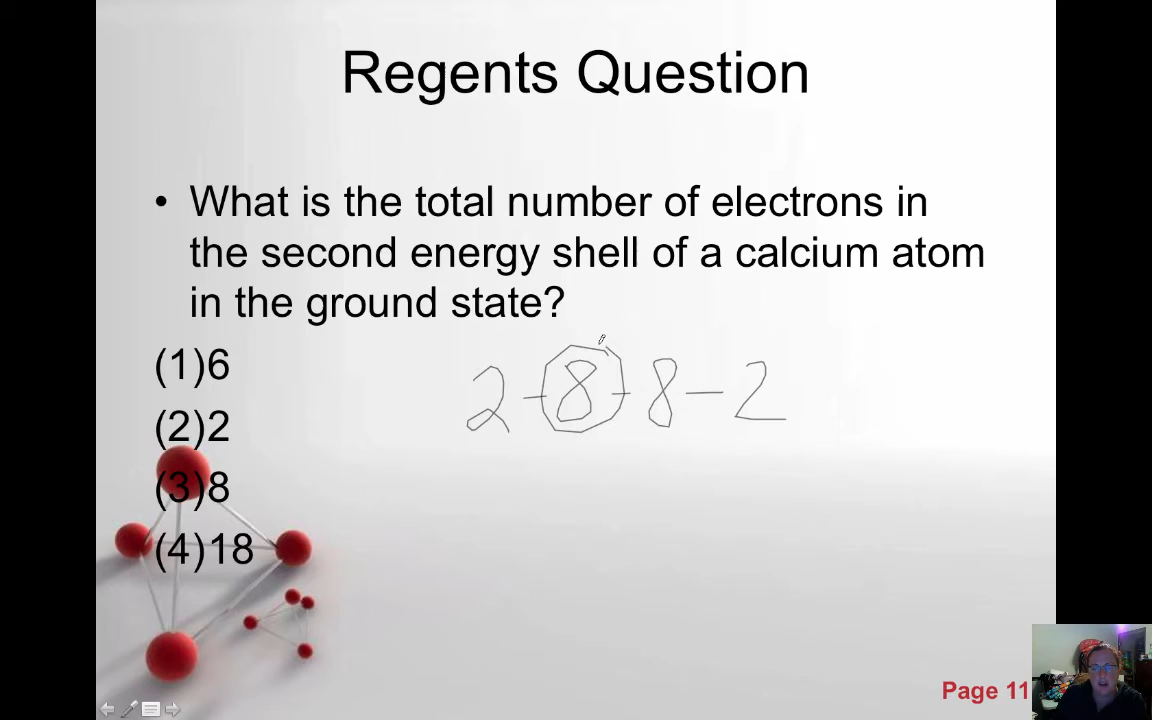 Regents Question
• What is the total number of electrons in
the second energy shell of a calcium atom
in the ground state?
(1)6
2-8-8-2
(2)2
(3)8
(4)18
Page 11